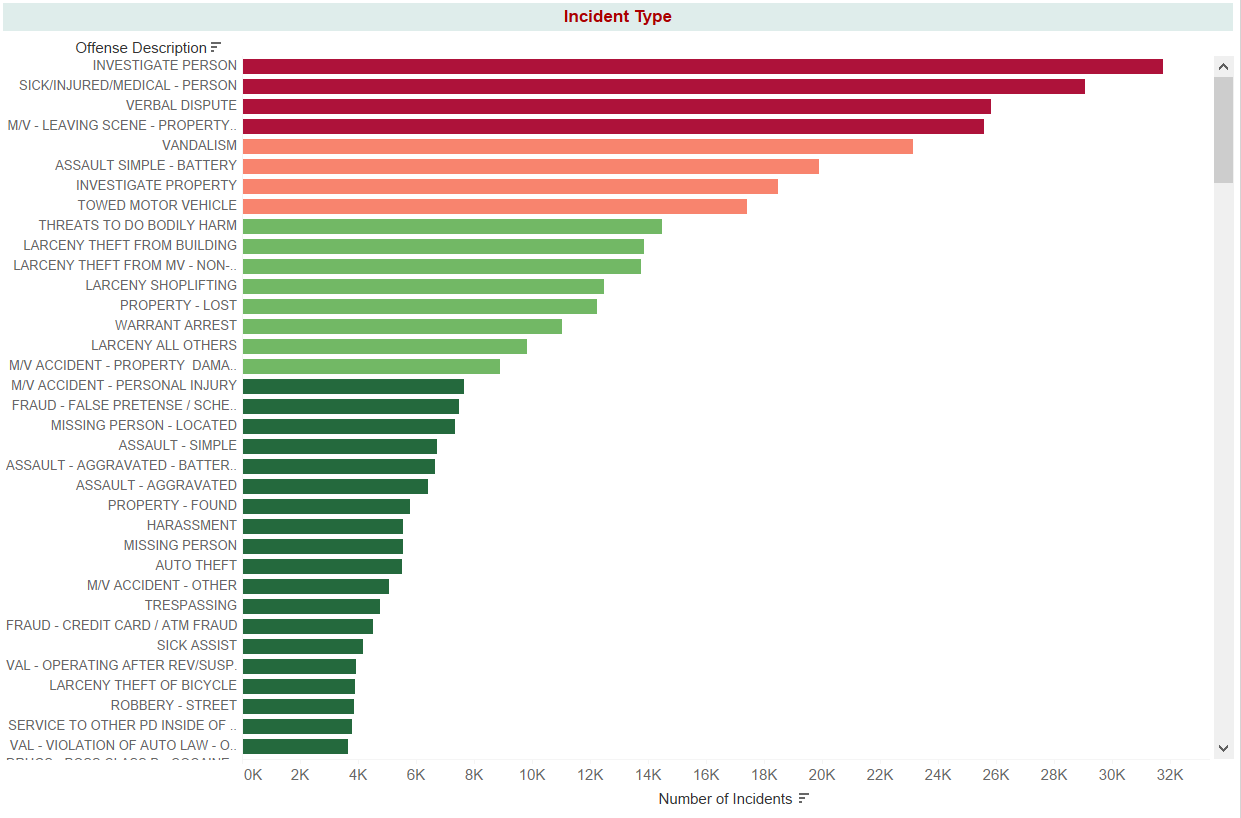 Incident Type
Offense Description
INVESTIGATE PERSON
SICK/INJURED/MEDICAL - PERSON
VERBAL DISPUTE
M/V - LEAVING SCENE - PROPERTY..
VANDALISM
ASSAULT SIMPLE - BATTERY
INVESTIGATE PROPERTY
TOWED MOTOR VEHICLE
THREATS TO DO BODILY HARM
LARCENY THEFT FROM BUILDING
LARCENY THEFT FROM MV - NON-..
LARCENY SHOPLIFTING
PROPERTY - LOST
WARRANT ARREST
LARCENY ALL OTHERS
M/V ACCIDENT - PROPERTY  DAMA..
M/V ACCIDENT - PERSONAL INJURY
FRAUD - FALSE PRETENSE / SCHE..
MISSING PERSON - LOCATED
ASSAULT - SIMPLE
ASSAULT - AGGRAVATED - BATTER..
ASSAULT - AGGRAVATED
PROPERTY - FOUND
HARASSMENT
MISSING PERSON
AUTO THEFT
M/V ACCIDENT - OTHER
TRESPASSING
FRAUD - CREDIT CARD / ATM FRAUD
SICK ASSIST
VAL - OPERATING AFTER REV/SUSP.
LARCENY THEFT OF BICYCLE
ROBBERY - STREET
SERVICE TO OTHER PD INSIDE OF ..
VAL - VIOLATION OF AUTO LAW - O..
0K 2K 4K 6K 8K 10K 12K 14K 16K 18K 20K 22K 24K 26K 28K 30K 32K
Number of Incidents